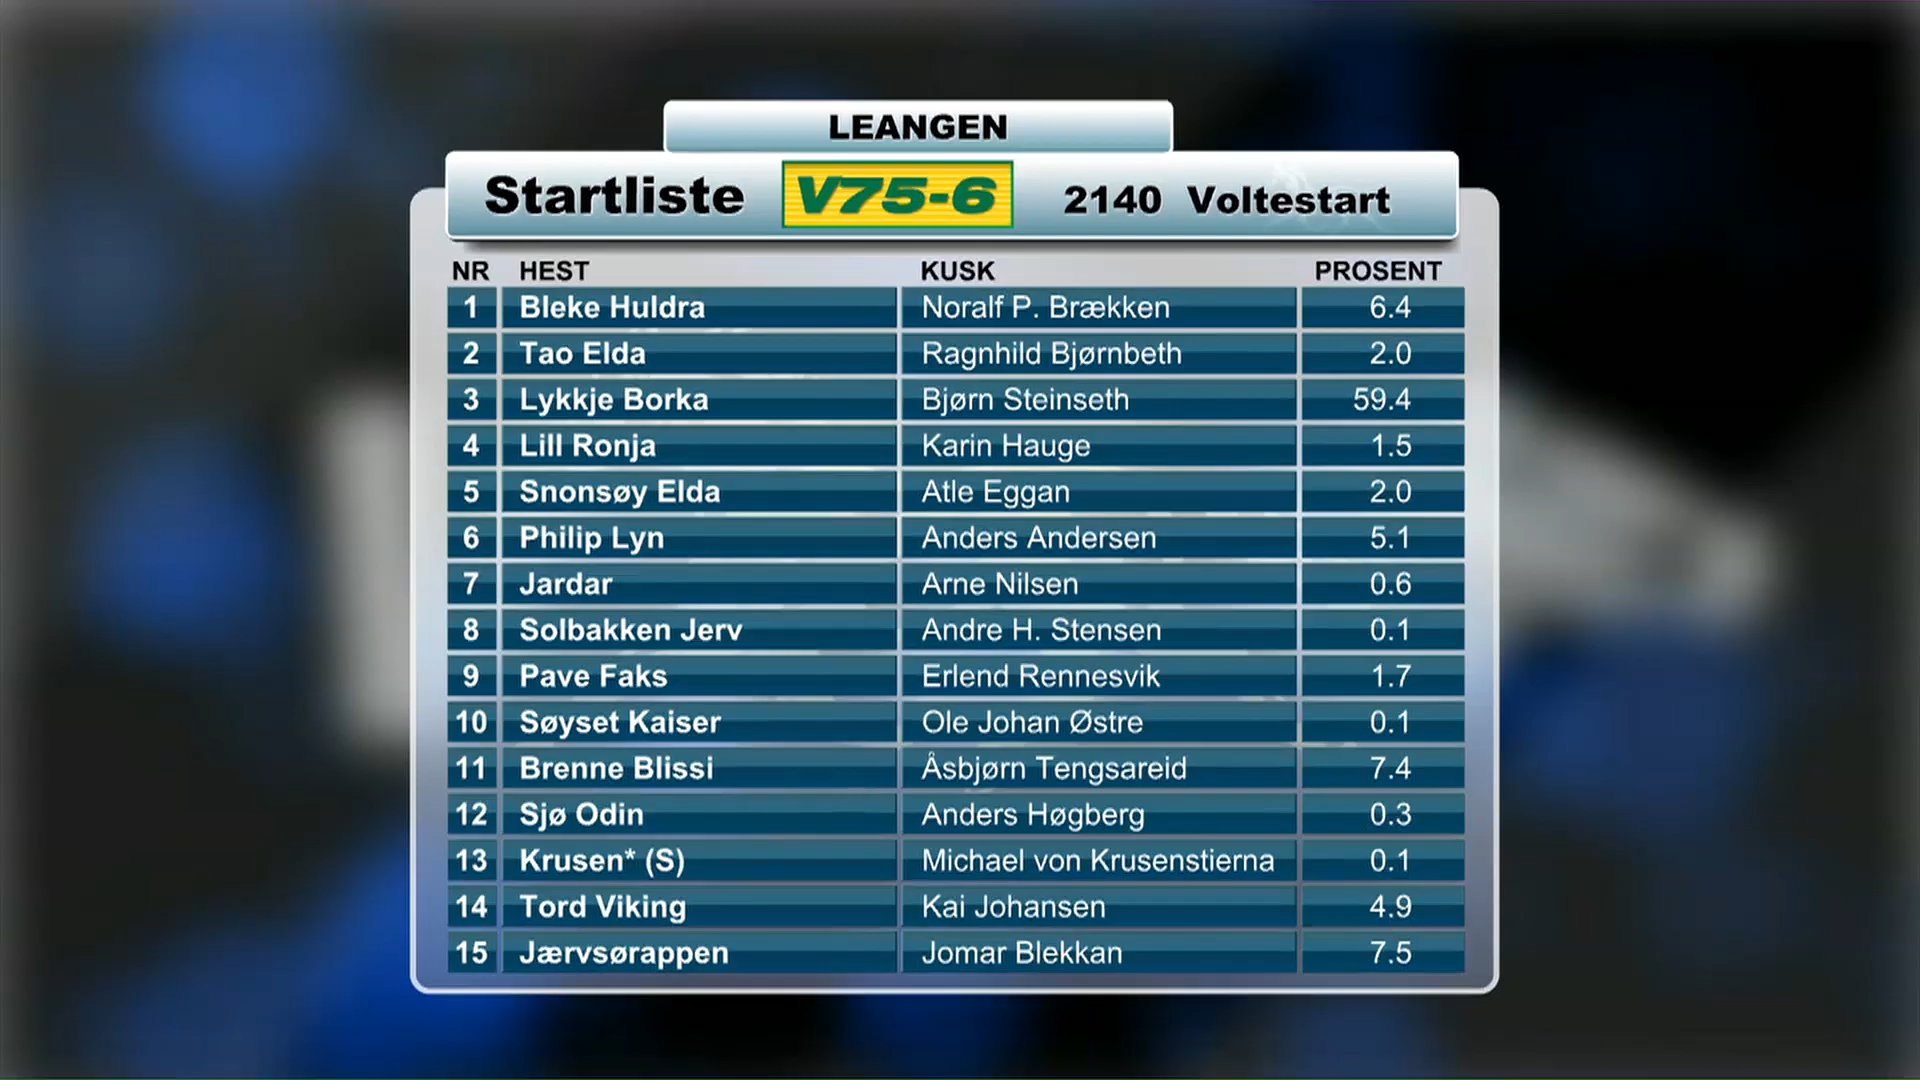 LEANGEN
Startliste V75-6 2140 Voltestart
NR HEST KUSK PROSENT
1 Bleke Huldra Noralf P. Brækken 6.4
2 Tao Elda Ragnhild Bjørnbeth 2.0
3 Lykkje Borka Bjørn Steinseth 59.4
4 Lill Ronja Karin Hauge 1.5
5 Snonsøy Elda Atle Eggan 2.0
6 Philip Lyn Anders Andersen 5.1
7 Jardar Arne Nilsen 0.6
8 Solbakken Jerv Andre H. Stensen 0.1
9 Pave Faks Erlend Rennesvik 1.7
10 Søyset Kaiser Ole Johan Østre 0.1
11 Brenne Blissi Åsbjørn Tengsareid 7.4
12 Sjø Odin Anders Høgberg 0.3
13 Krusen* (S) Michael von Krusenstierna 0.1
14 Tord Viking Kai Johansen 4.9
15 Jærvsørappen Jomar Blekkan 7.5